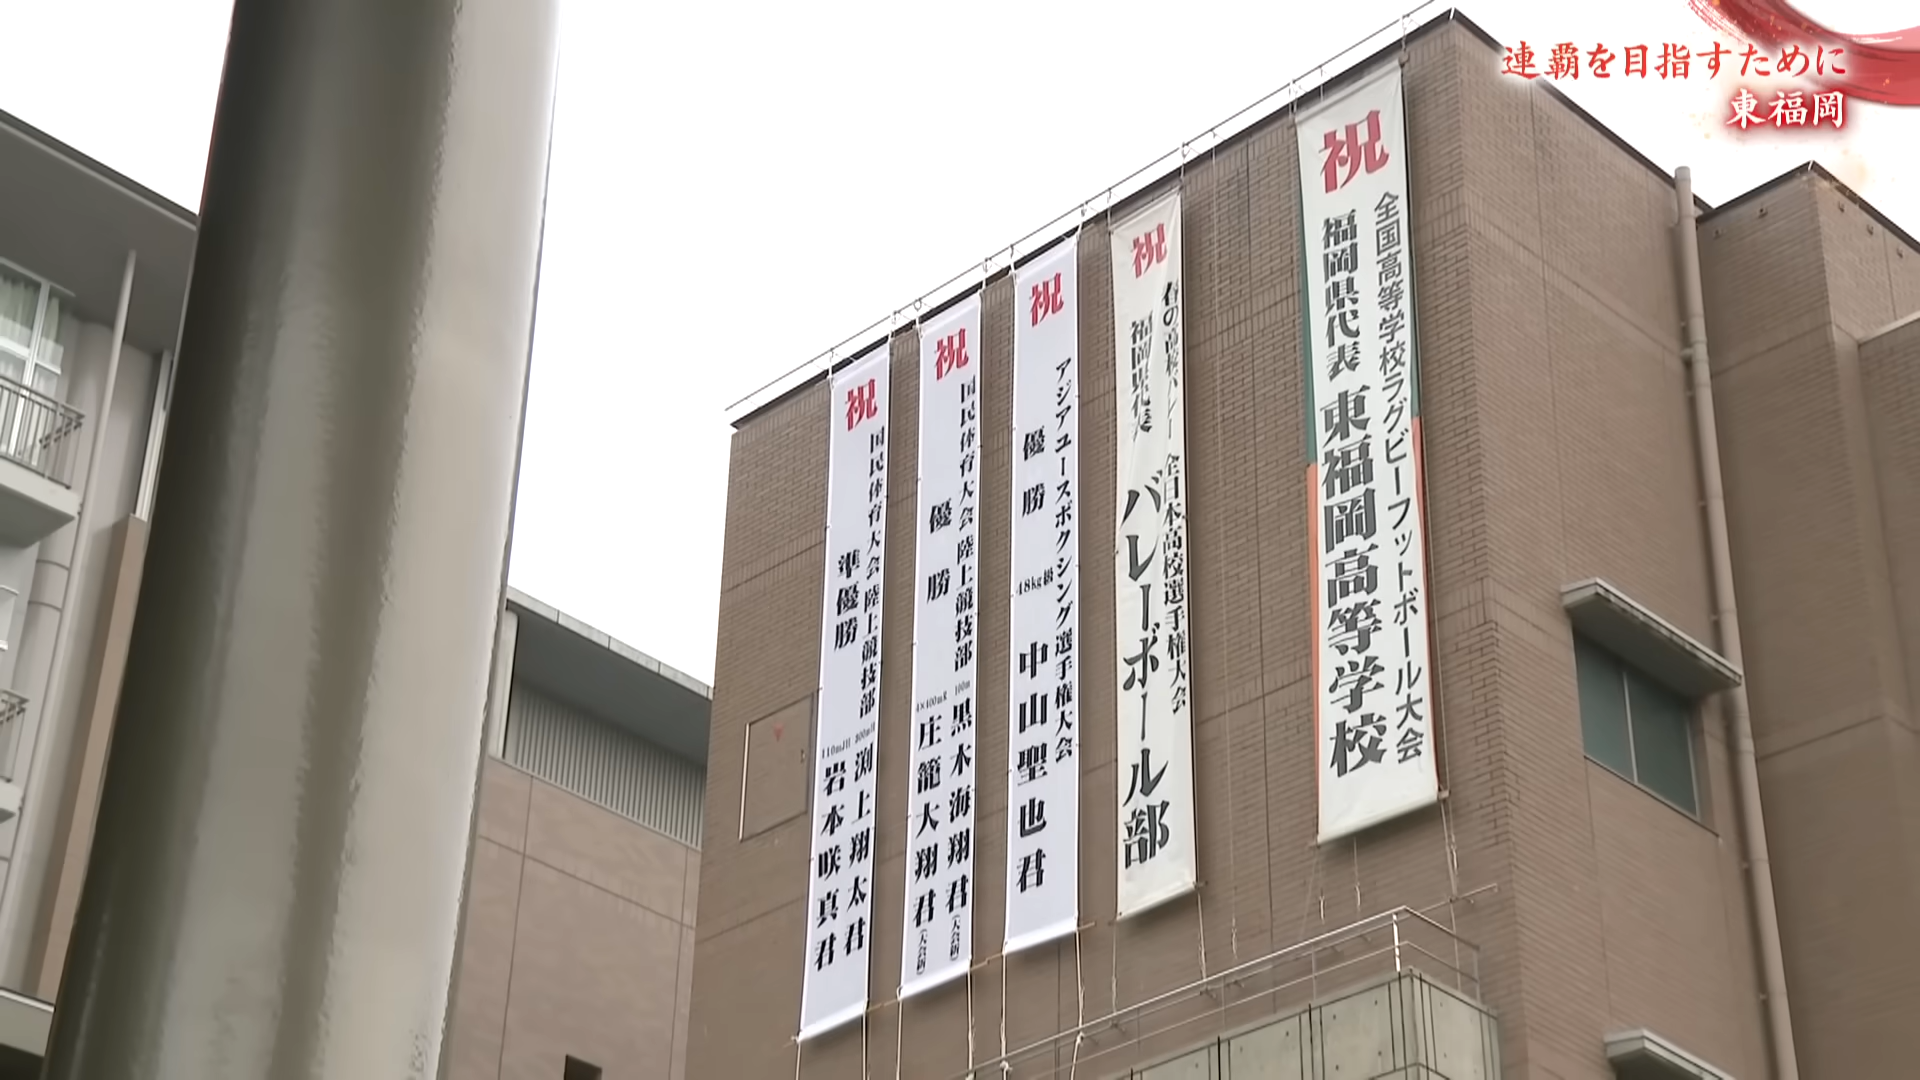 連覇を目指すために
東福岡
祝
全国高等学校ラグビーフットボール大会
福岡県代表 東福岡高等学校
祝
春の高校バレー 全日本高校選手権大会
福岡県代表 バレーボール部
祝
アジアユースボクシング選手権大会
優勝 48kg級 中山聖也君
祝
国民体育大会 陸上競技部 100m 黒木海翔君(大会新)
優勝 4×100mR 庄籠大翔君(大会新)
祝
国民体育大会 陸上競技部 300mH 渕上翔太君
準優勝 110mJH 岩本咲真君